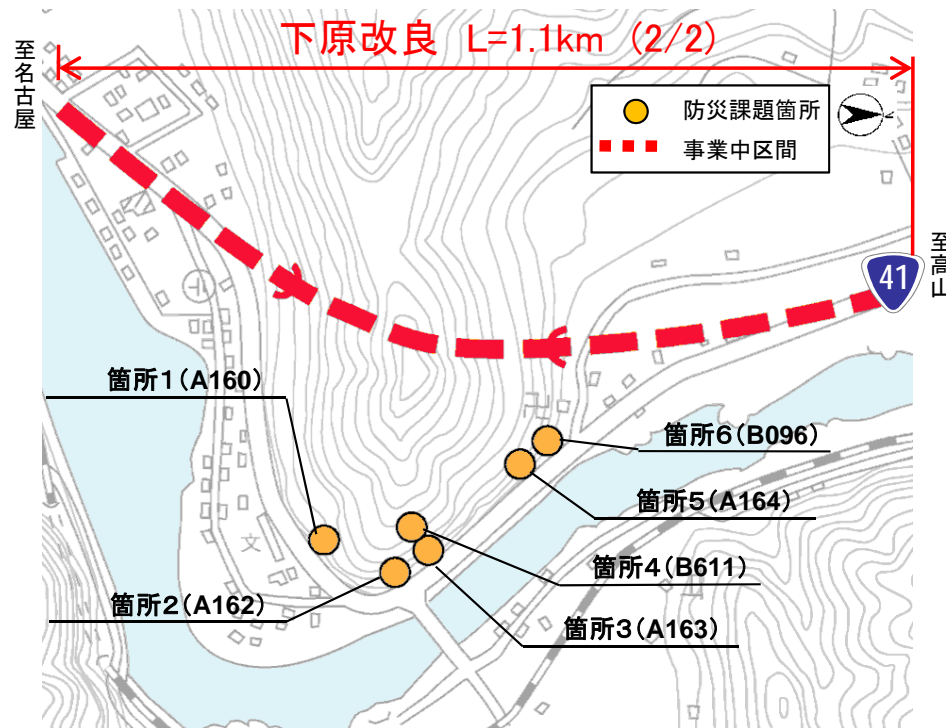 下原改良 L=1.1km (2/2)
至名古屋
防災課題箇所
事業中区間
至高山
41
箇所1(A160)
箇所6(B096)
箇所5(A164)
箇所4(B611)
箇所2(A162)
箇所3(A163)
文